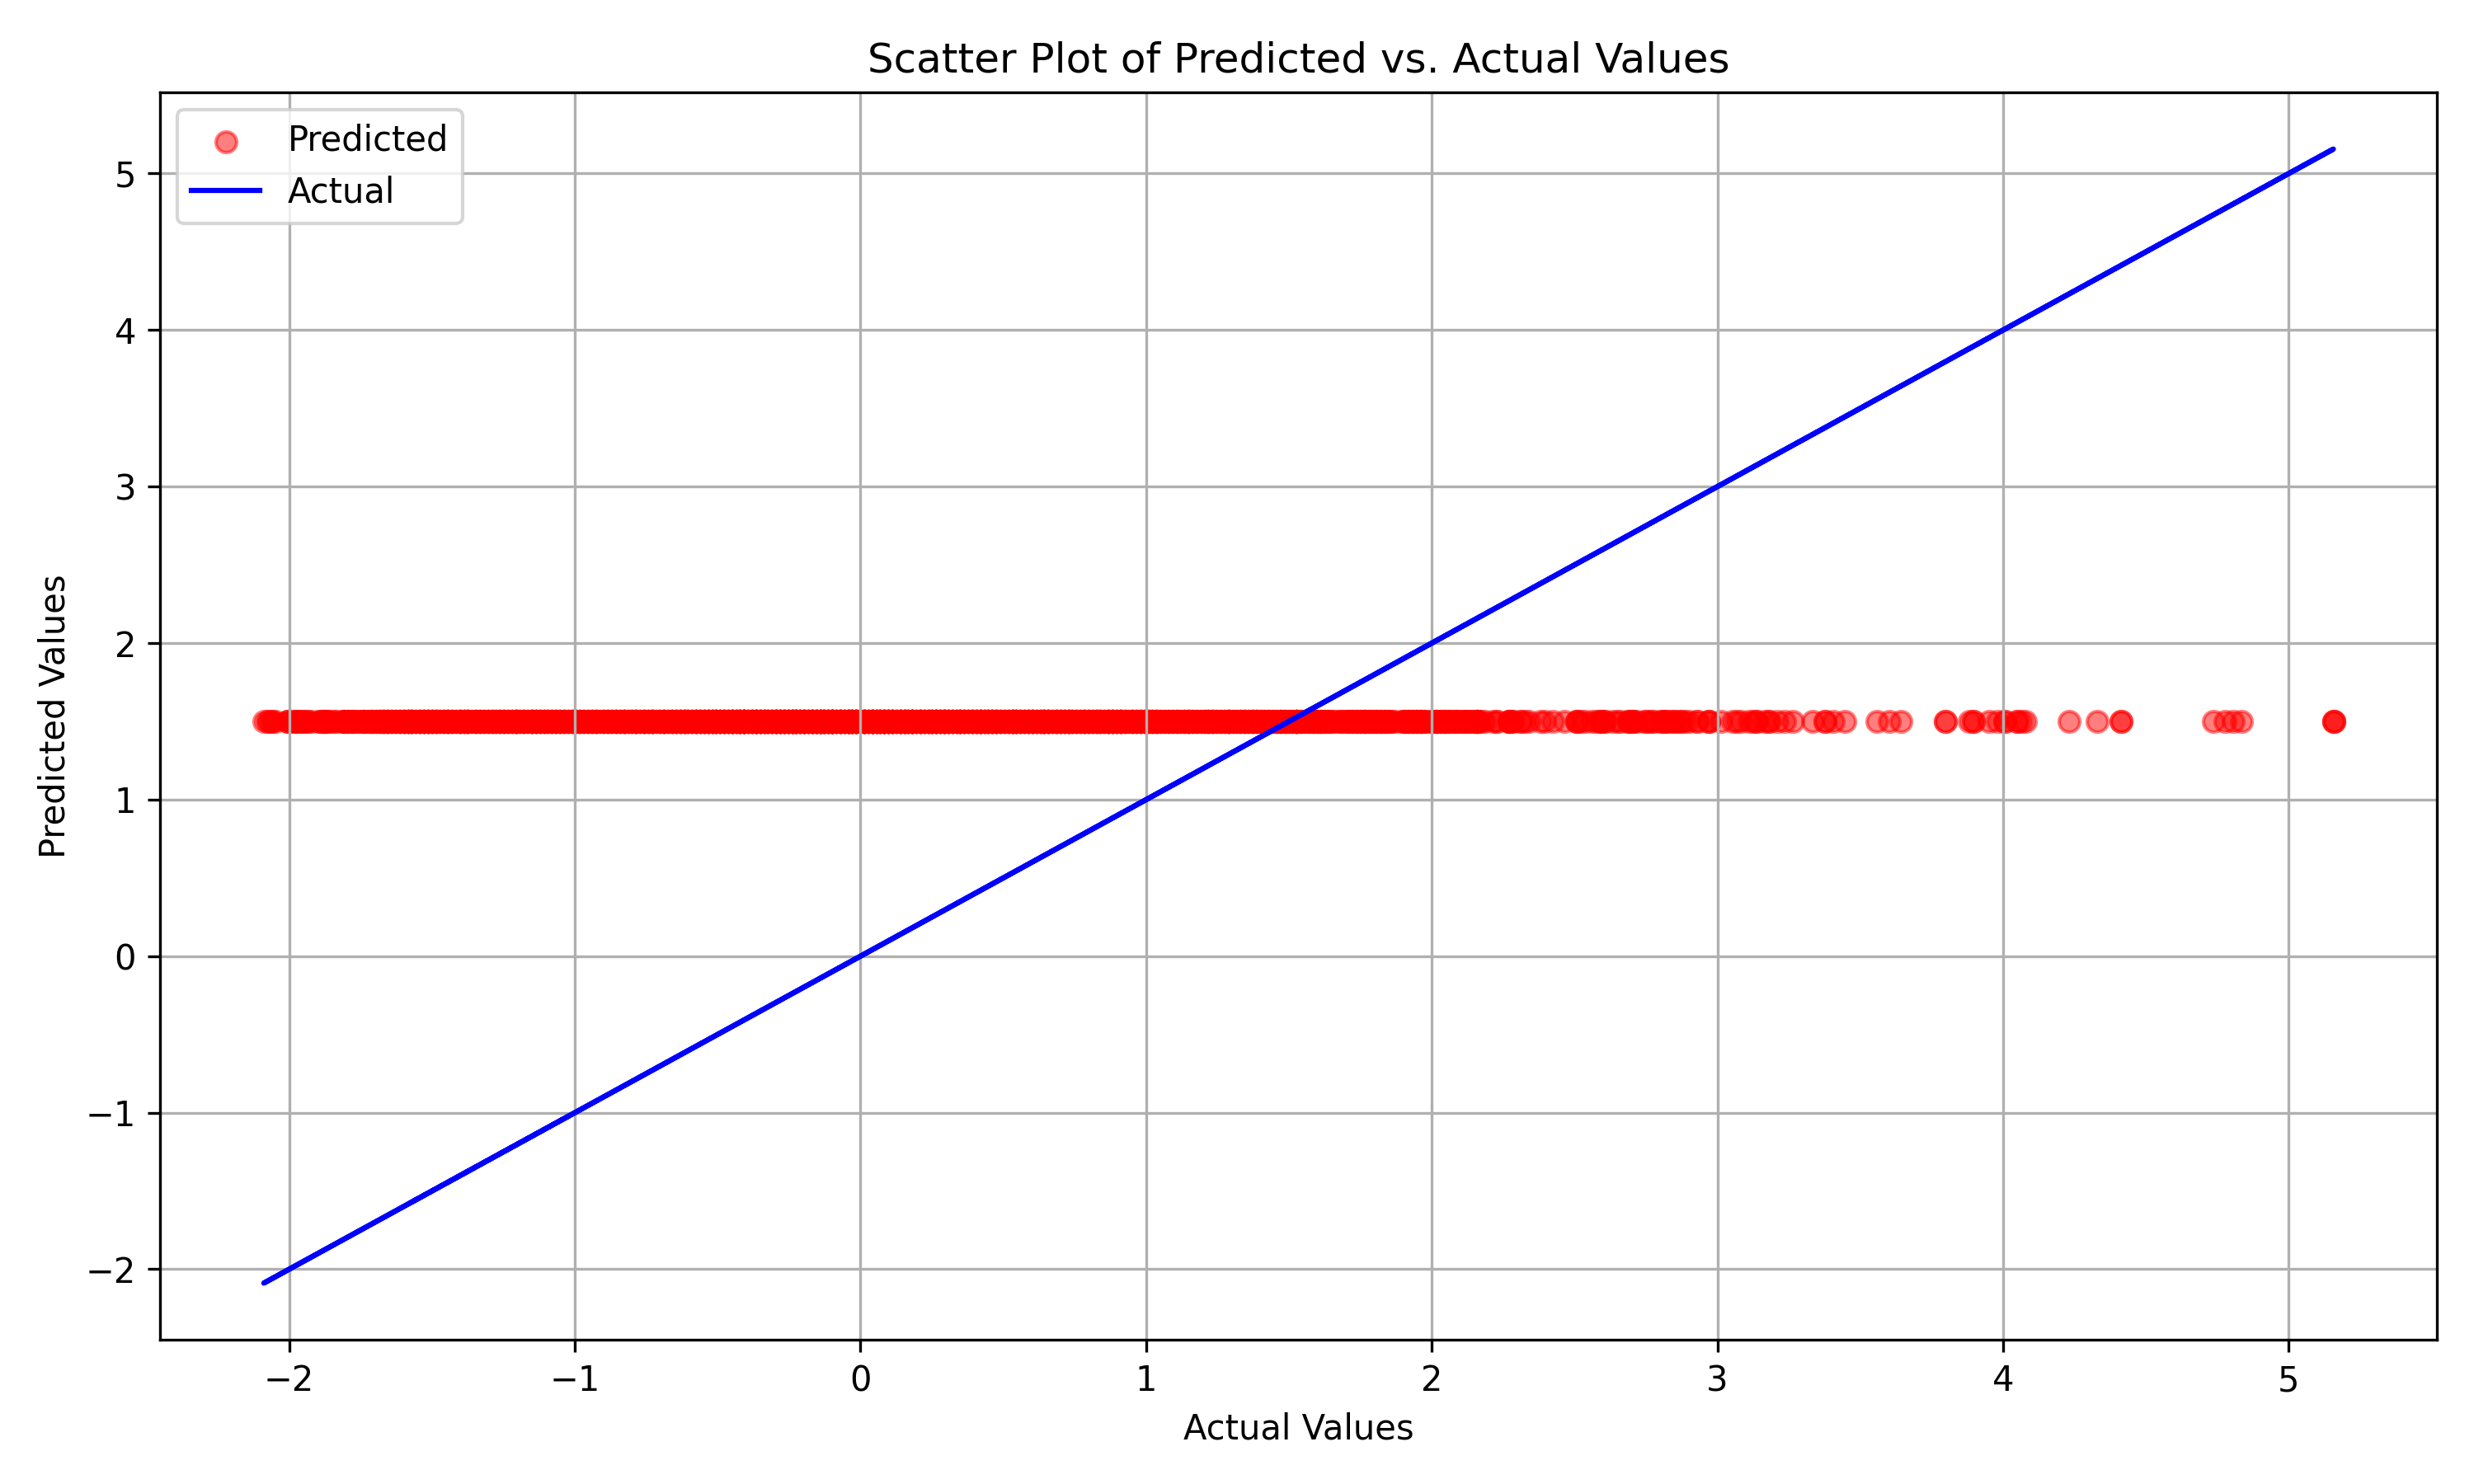 Scatter Plot of Predicted vs. Actual Values
Predicted
Actual
5
4
3
2
1
0
−1
−2
Predicted Values
−2 −1 0 1 2 3 4 5
Actual Values